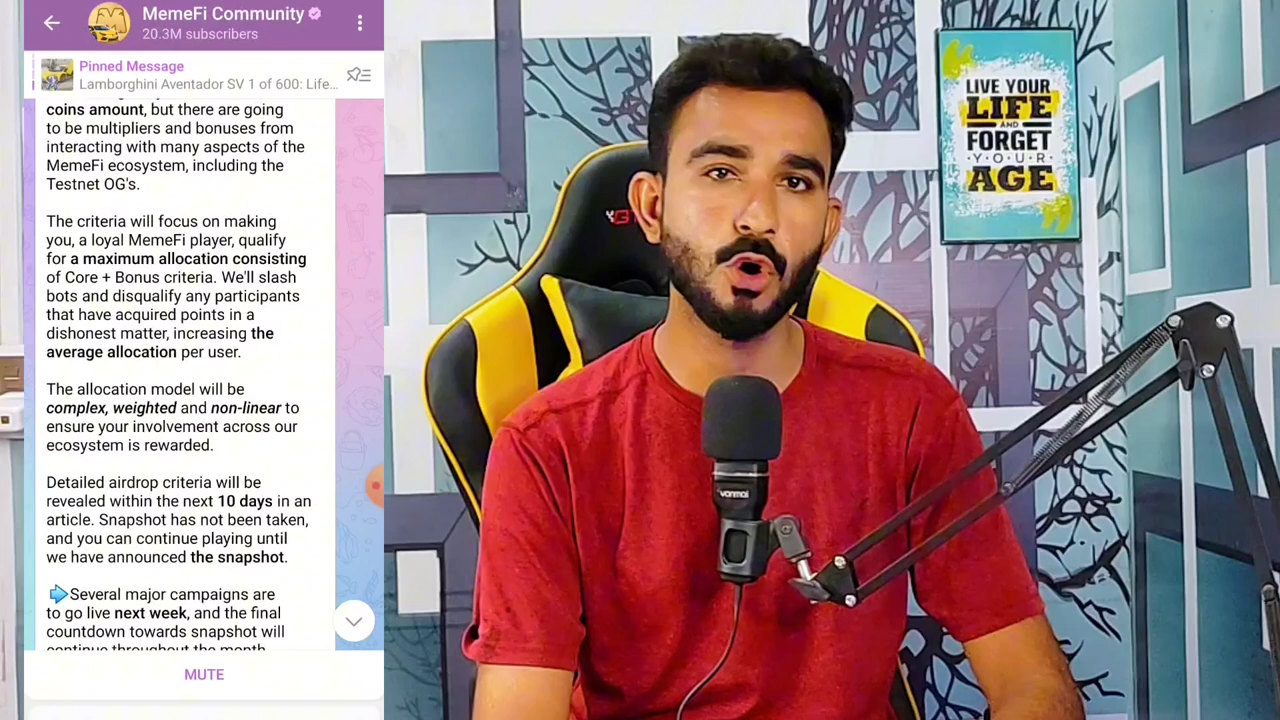 MemeFi Community
20.3M subscribers
Pinned Message
Lamborghini Aventador SV 1 of 600: Life...
coins amount, but there are going
to be multipliers and bonuses from
interacting with many aspects of the
MemeFi ecosystem, including the
Testnet OG's.
The criteria will focus on making
you, a loyal MemeFi player, qualify
for a maximum allocation consisting
of Core + Bonus criteria. We'll slash
bots and disqualify any participants
that have acquired points in a
dishonest matter, increasing the
average allocation per user.
The allocation model will be
complex, weighted and non-linear to
ensure your involvement across our
ecosystem is rewarded.
Detailed airdrop criteria will be
revealed within the next 10 days in an
article. Snapshot has not been taken,
and you can continue playing until
we have announced the snapshot.
Several major campaigns are
to go live next week, and the final
countdown towards snapshot will
continue throughout the month
MUTE
LIVE YOUR
LIFE
AND
FORGET
·Y·O·U·R·
AGE
vanmai